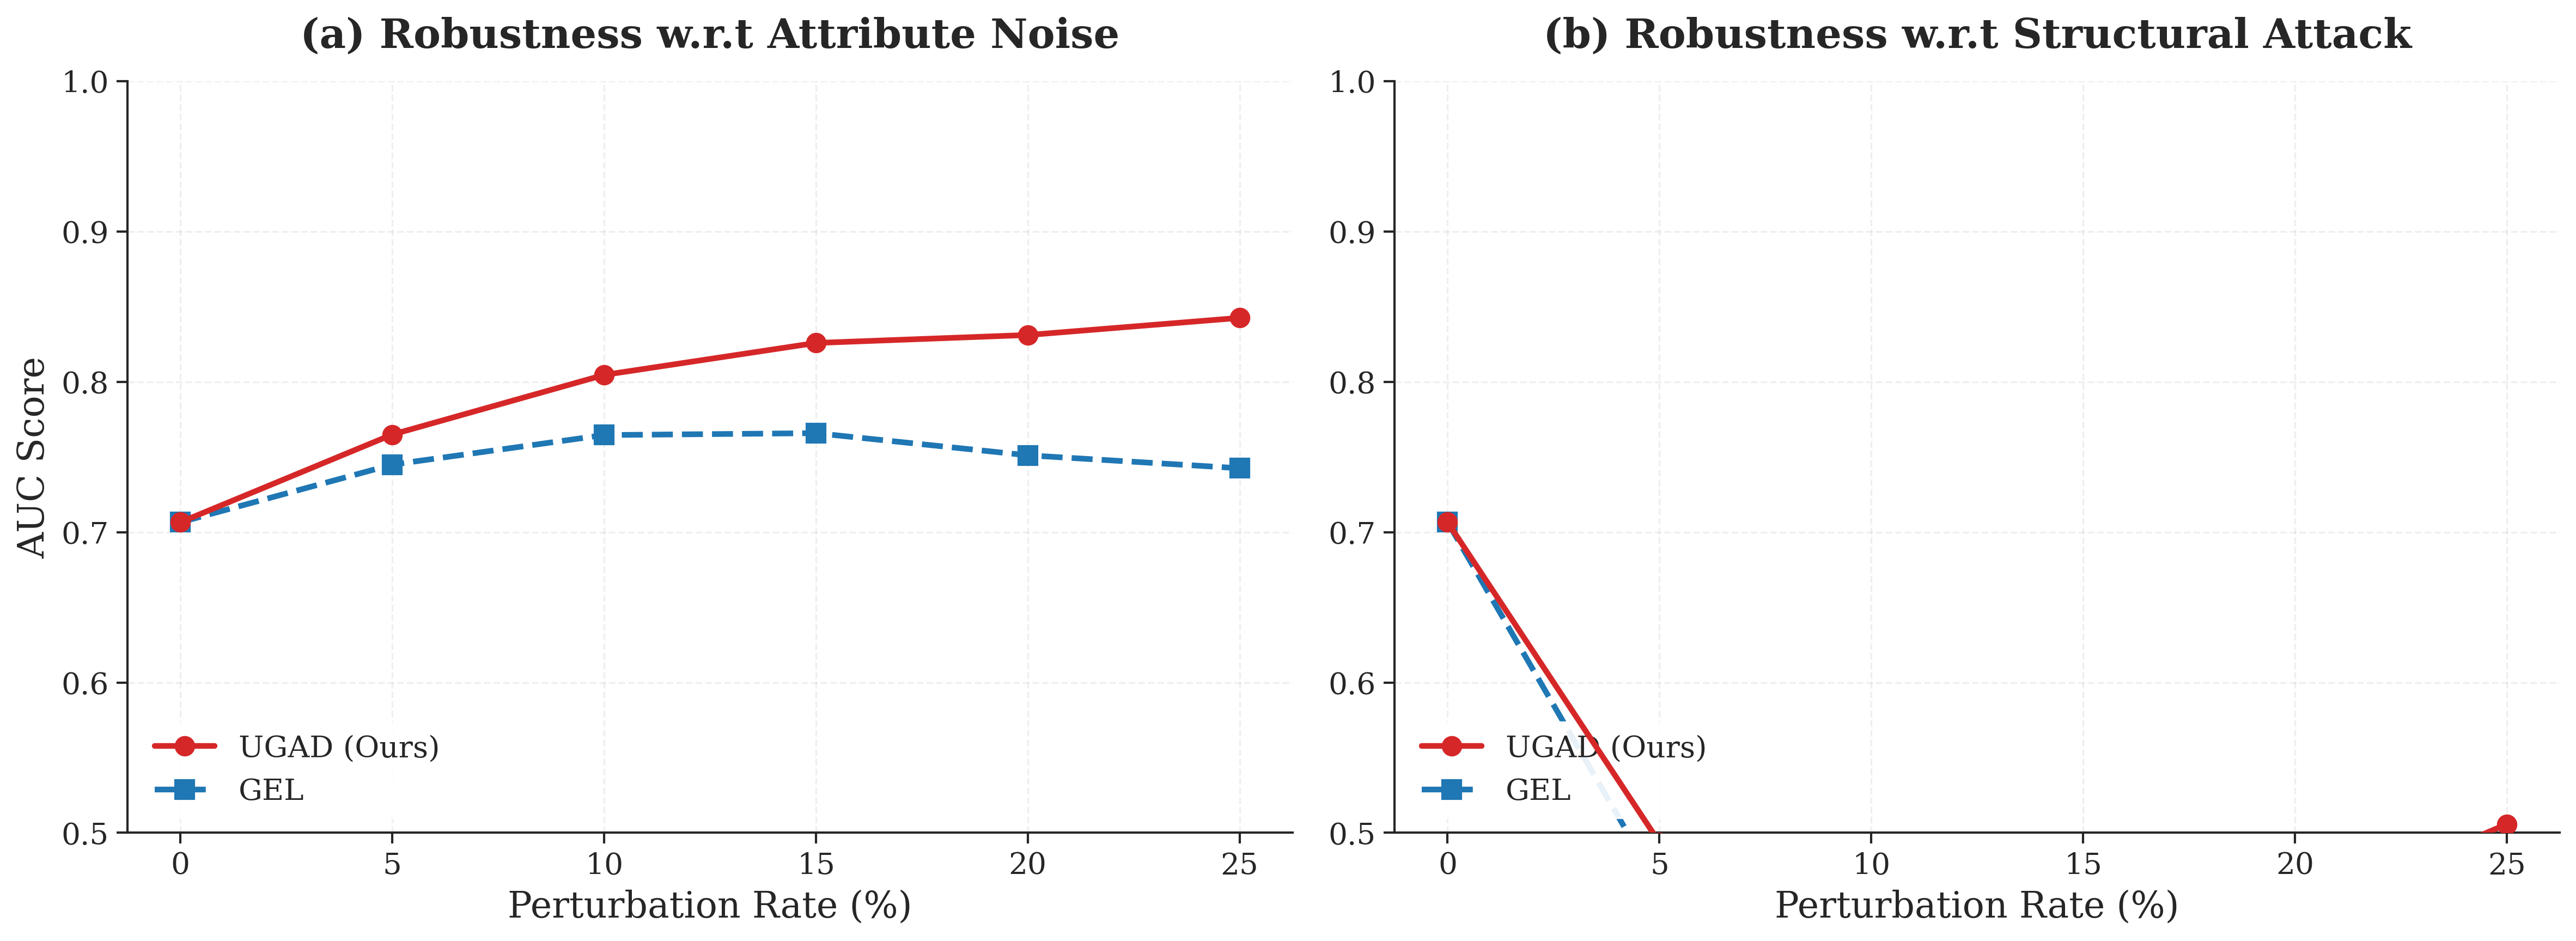 (a) Robustness w.r.t Attribute Noise
1.0
0.9
0.8
0.7
0.6
0.5
AUC Score
UGAD (Ours)
GEL
0 5 10 15 20 25
Perturbation Rate (%)
(b) Robustness w.r.t Structural Attack
1.0
0.9
0.8
0.7
0.6
0.5
UGAD (Ours)
GEL
0 5 10 15 20 25
Perturbation Rate (%)